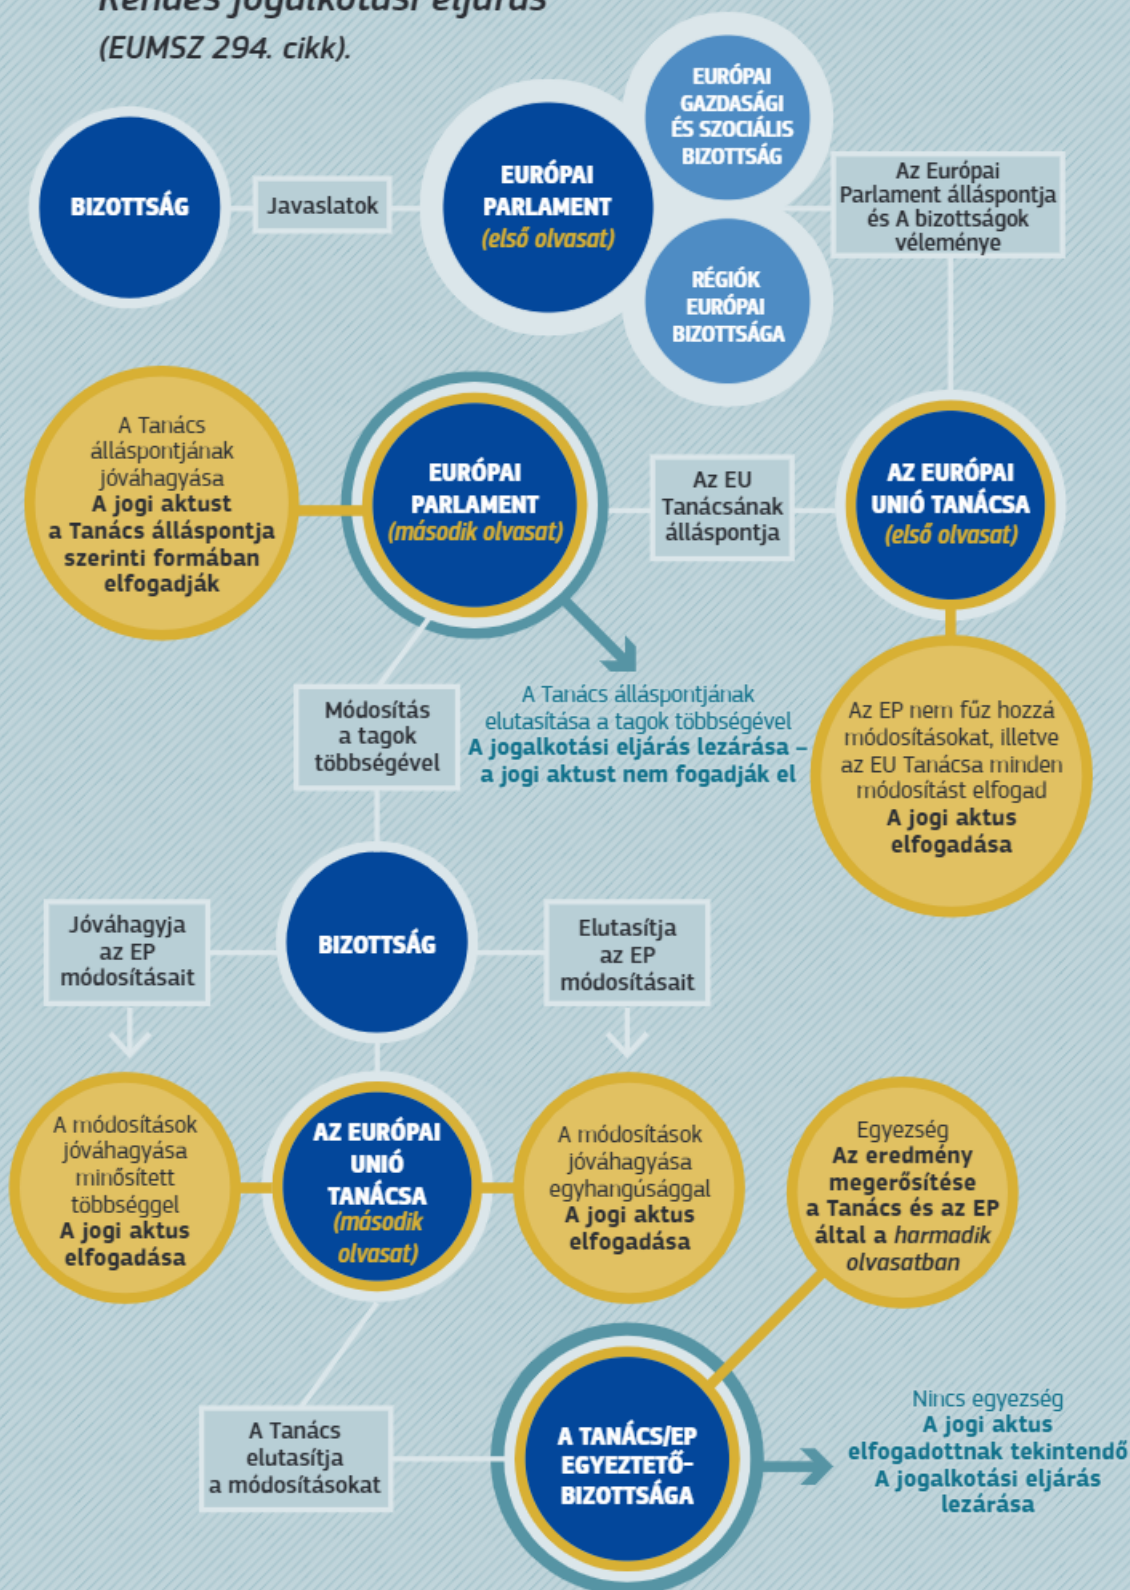 Rendes jogalkotási eljárás
(EUMSZ 294. cikk).
BIZOTTSÁG
Javaslatok
EURÓPAI
PARLAMENT
(első olvasat)
EURÓPAI
GAZDASÁGI
ÉS SZOCIÁLIS
BIZOTTSÁG
RÉGIÓK
EURÓPAI
BIZOTTSÁGA
Az Európai
Parlament álláspontja
és A bizottságok
véleménye
AZ EURÓPAI
UNIÓ TANÁCSA
(első olvasat)
Az EP nem fűz hozzá
módosításokat, illetve
az EU Tanácsa minden
módosítást elfogad
A jogi aktus
elfogadása
Az EU
Tanácsának
álláspontja
EURÓPAI
PARLAMENT
(második olvasat)
A Tanács
álláspontjának
jóváhagyása
A jogi aktust
a Tanács álláspontja
szerinti formában
elfogadják
A Tanács álláspontjának
elutasítása a tagok többségével
A jogalkotási eljárás lezárása –
a jogi aktust nem fogadják el
Módosítás
a tagok
többségével
BIZOTTSÁG
Jóváhagyja
az EP
módosításait
Elutasítja
az EP
módosításait
A módosítások
jóváhagyása
minősített
többséggel
A jogi aktus
elfogadása
AZ EURÓPAI
UNIÓ
TANÁCSA
(második
olvasat)
A módosítások
jóváhagyása
egyhangúsággal
A jogi aktus
elfogadása
Egyezség
Az eredmény
megerősítése
a Tanács és az EP
által a harmadik
olvasatban
A Tanács
elutasítja
a módosításokat
A TANÁCS/EP
EGYEZTETŐ-
BIZOTTSÁGA
Nincs egyezség
A jogi aktus
elfogadottnak tekintendő
A jogalkotási eljárás
lezárása